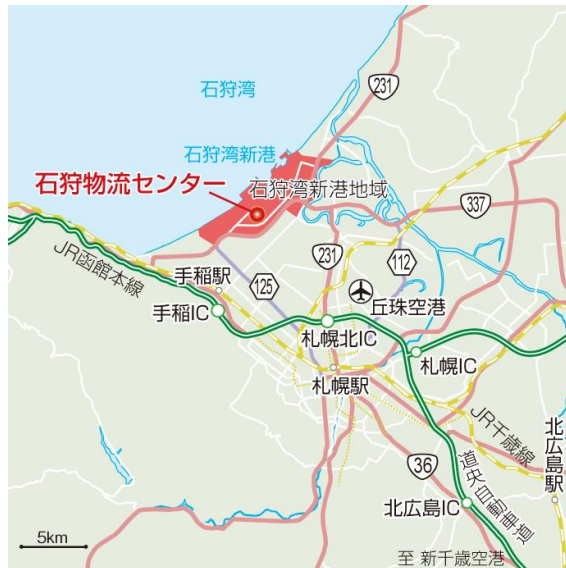 231
石狩湾
石狩湾新港
石狩物流センター
石狩湾新港地域
337
JR函館本線
手稲駅
125
231
112
丘珠空港
手稲IC
札幌北IC
札幌IC
札幌駅
JR千歳線
北広島駅
36
道央自動車道
北広島IC
5km
至 新千歳空港